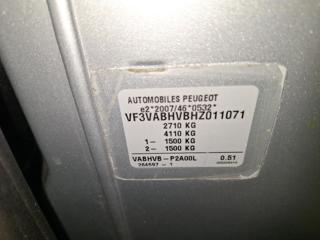 AUTOMOBILES PEUGEOT
e2*2007/46*0532*
VF3VABHVBHZ011071
2710 KG
4110 KG
1- 1500 KG
2- 1500 KG
VABHVB-P2A00L 0.51